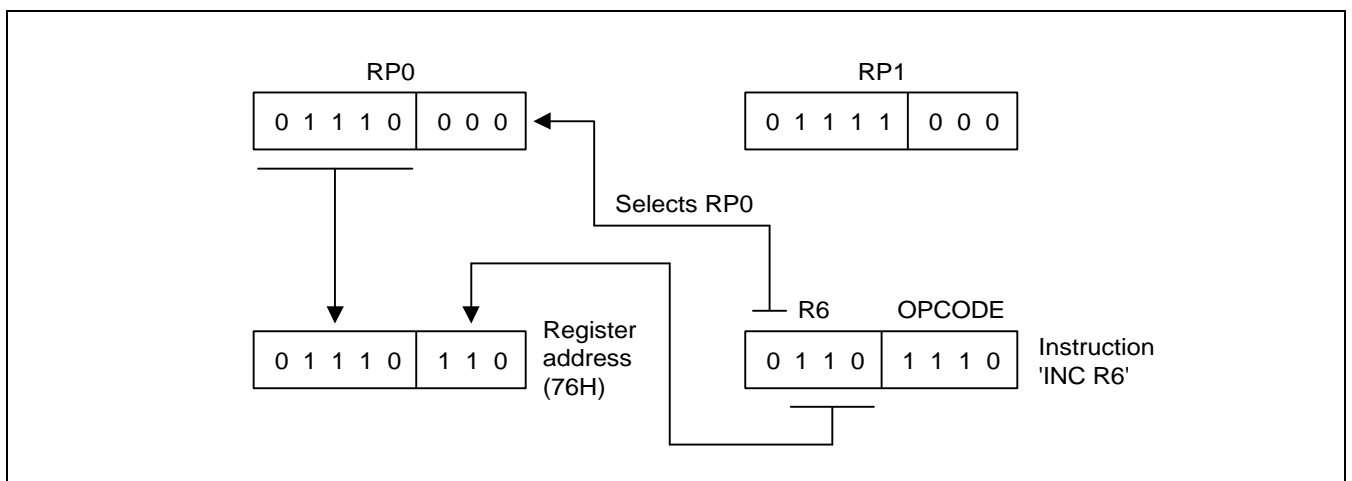 RP0
RP1
0 1 1 1 0 0 0 0
0 1 1 1 1 0 0 0
Selects RP0
R6 OPCODE
0 1 1 1 0 1 1 0
Register
address
(76H)
0 1 1 0 1 1 1 0
Instruction
'INC R6'